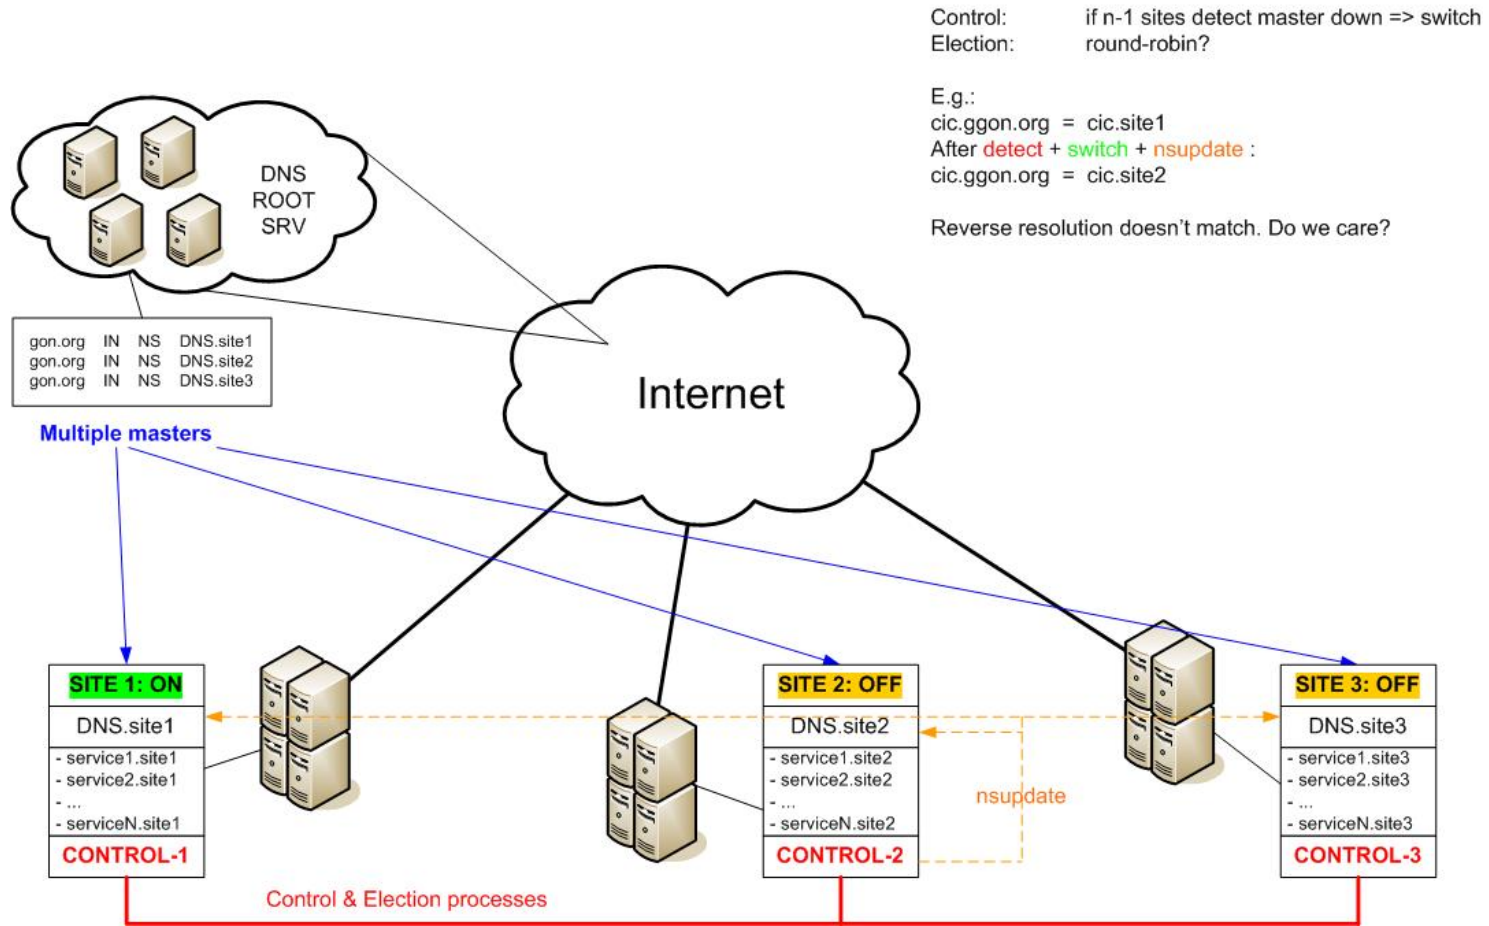 Control: if n-1 sites detect master down => switch
Election: round-robin?
E.g.:
cic.ggon.org = cic.site1
After detect + switch + nsupdate :
cic.ggon.org = cic.site2
Reverse resolution doesn't match. Do we care?
DNS
ROOT
SRV
gon.org IN NS DNS.site1
gon.org IN NS DNS.site2
gon.org IN NS DNS.site3
Internet
Multiple masters
SITE 1: ON
DNS.site1
- service1.site1
- service2.site1
- ...
- serviceN.site1
CONTROL-1
SITE 2: OFF
DNS.site2
- service1.site2
- service2.site2
- ...
- serviceN.site2
CONTROL-2
nsupdate
SITE 3: OFF
DNS.site3
- service1.site3
- service2.site3
- ...
- serviceN.site3
CONTROL-3
Control & Election processes